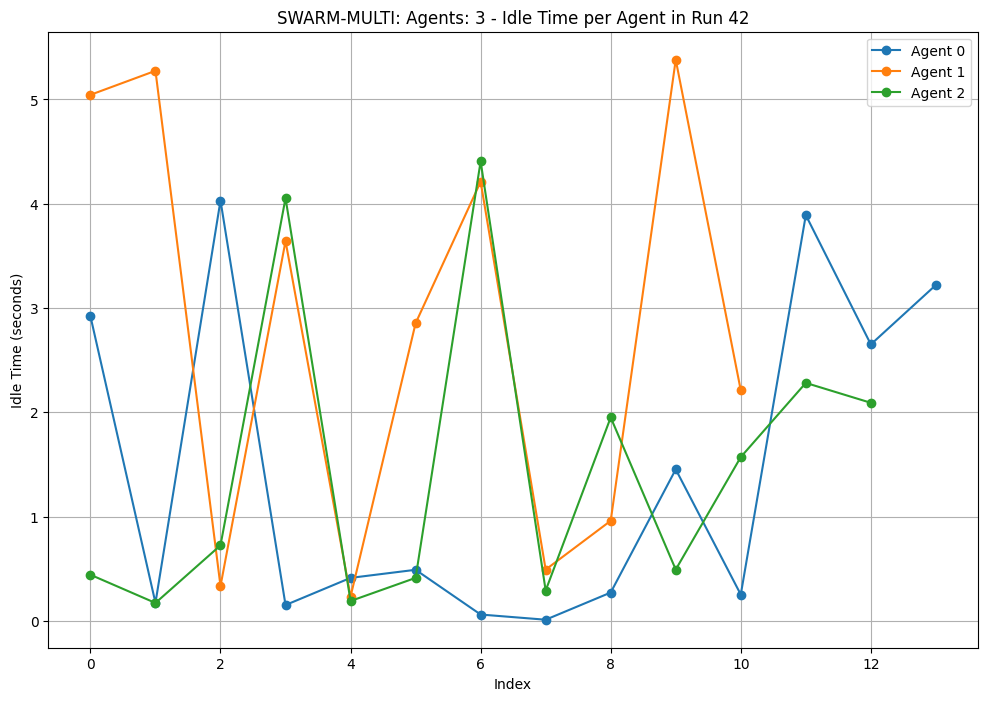 SWARM-MULTI: Agents: 3 - Idle Time per Agent in Run 42
Agent 0
Agent 1
Agent 2
Idle Time (seconds)
5
4
3
2
1
0
0 2 4 6 8 10 12
Index